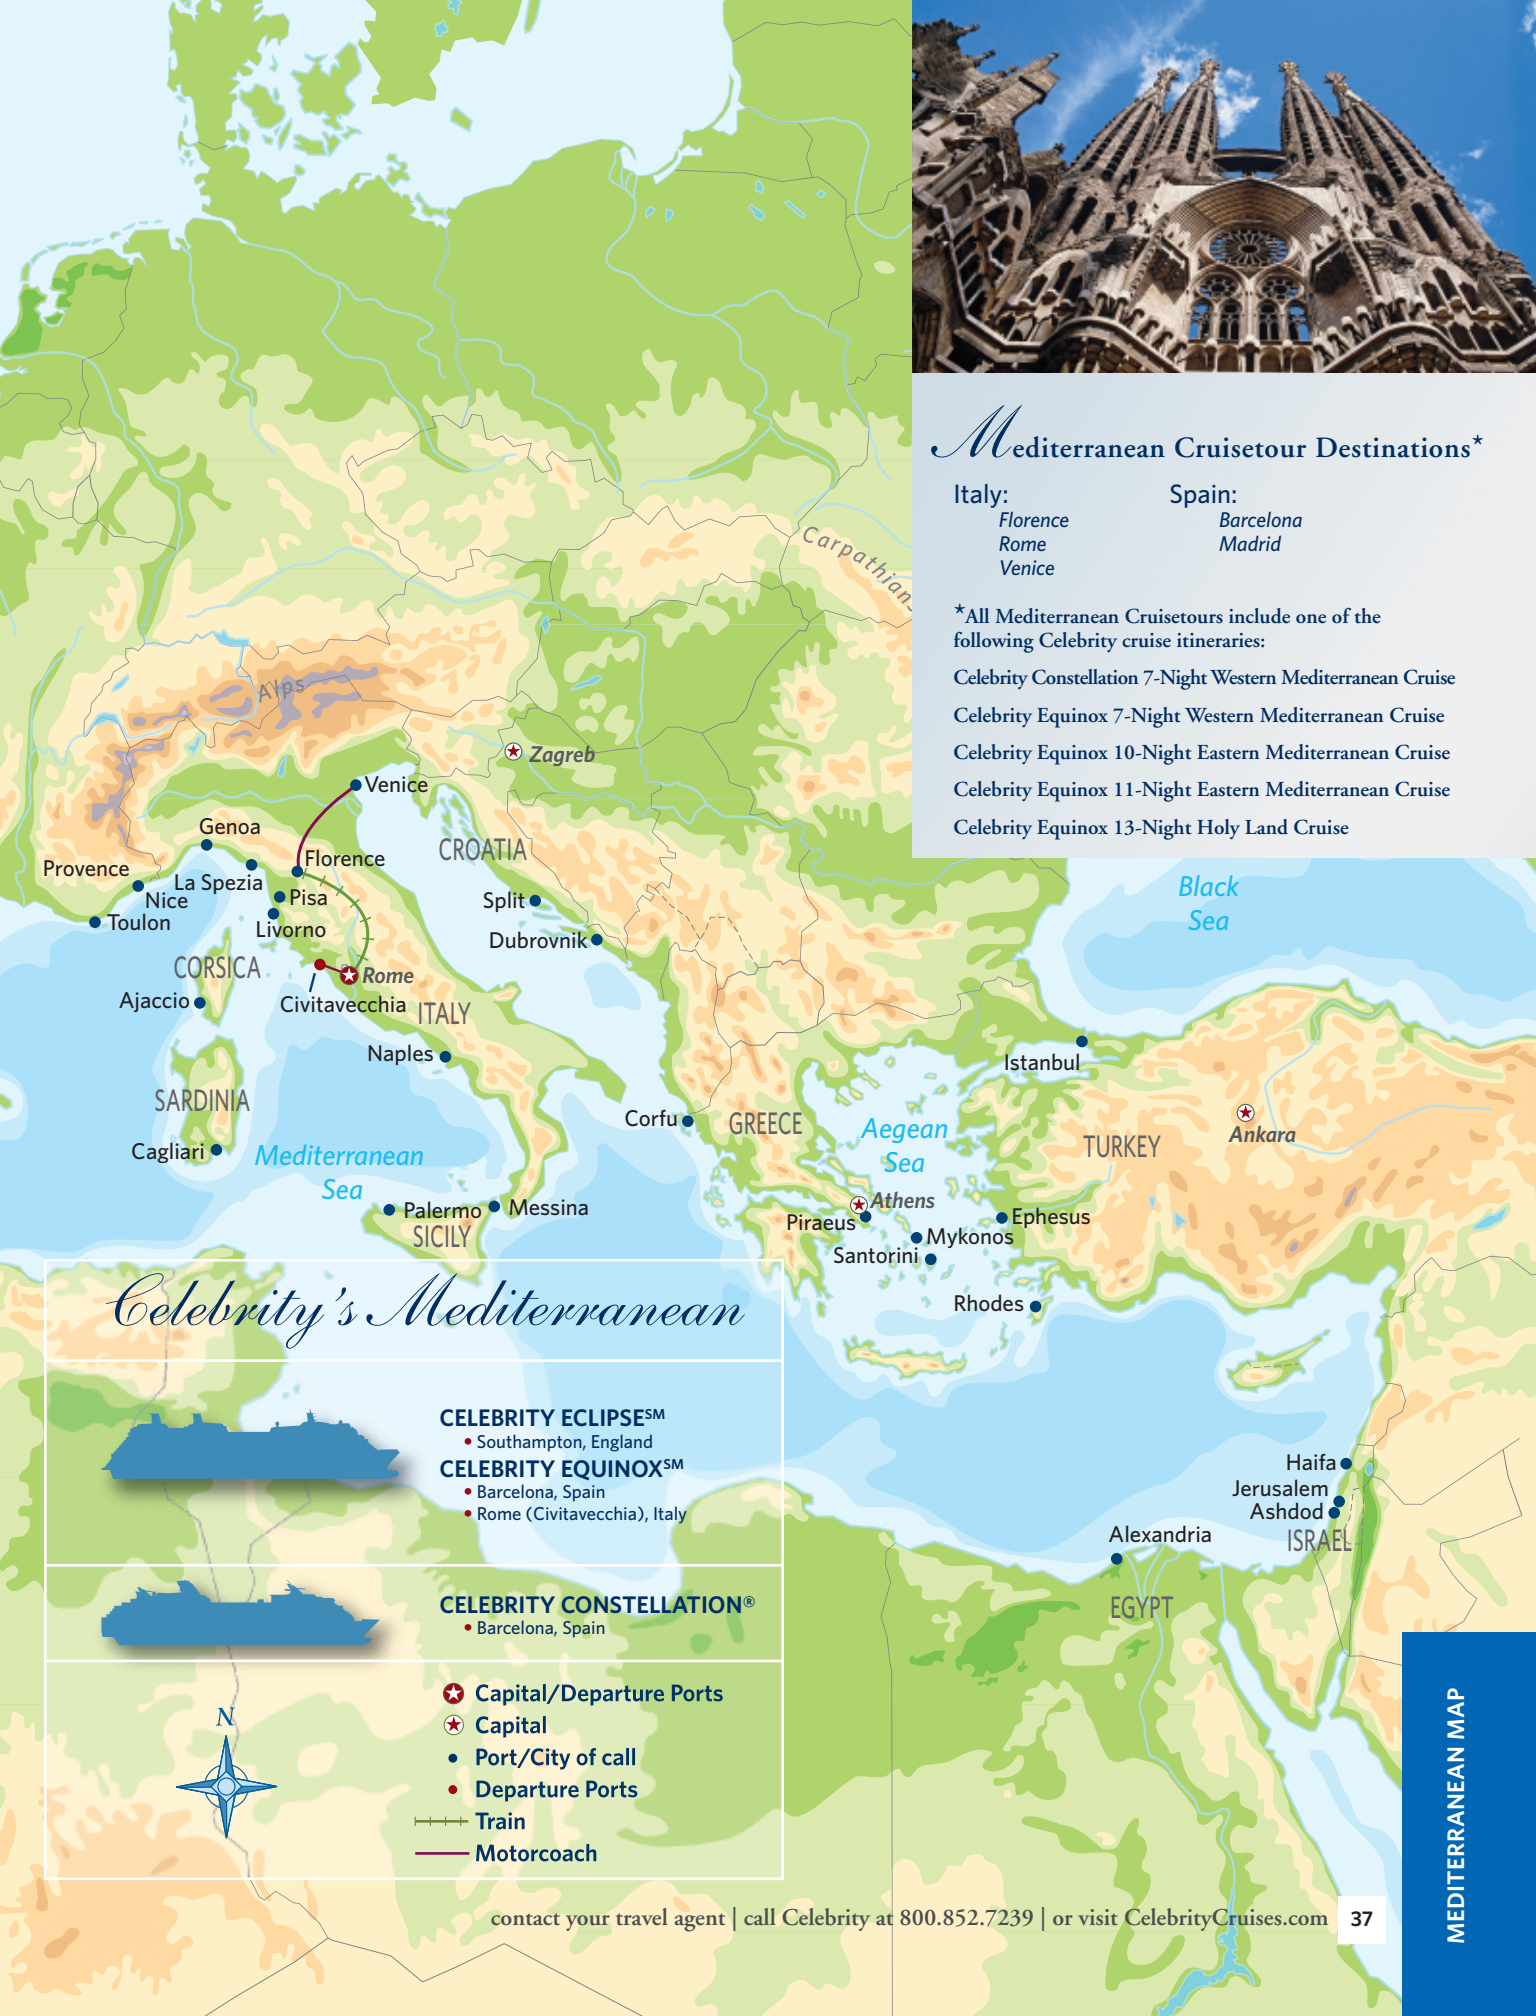 Mediterranean Cruisetour Destinations*
Italy:
Florence
Rome
Venice
Spain:
Barcelona
Madrid
*All Mediterranean Cruisetours include one of the
following Celebrity cruise itineraries:
Celebrity Constellation 7-Night Western Mediterranean Cruise
Celebrity Equinox 7-Night Western Mediterranean Cruise
Celebrity Equinox 10-Night Eastern Mediterranean Cruise
Celebrity Equinox 11-Night Eastern Mediterranean Cruise
Celebrity Equinox 13-Night Holy Land Cruise
Carpathians
Alps
Zagreb
Venice
Genoa
CROATIA
Florence
Provence
La Spezia
Black
Sea
Nice
Pisa
Split
Toulon
Livorno
Dubrovnik
CORSICA
Rome
Ajaccio
Civitavecchia
ITALY
Naples
Istanbul
SARDINIA
Corfu
GREECE
Aegean
Sea
Ankara
TURKEY
Cagliari
Mediterranean
Sea
Athens
Palermo
Messina
Piraeus
Ephesus
SICILY
Mykonos
Santorini
Rhodes
Haifa
Jerusalem
Ashdod
ISRAEL
Alexandria
EGYPT
Celebrity's Mediterranean
CELEBRITY ECLIPSE℠
• Southampton, England
CELEBRITY EQUINOX℠
• Barcelona, Spain
• Rome (Civitavecchia), Italy
CELEBRITY CONSTELLATION®
• Barcelona, Spain
N
Capital/Departure Ports
Capital
Port/City of call
Departure Ports
Train
Motorcoach
contact your travel agent | call Celebrity at 800.852.7239 | or visit CelebrityCruises.com
37
MEDITERRANEAN MAP